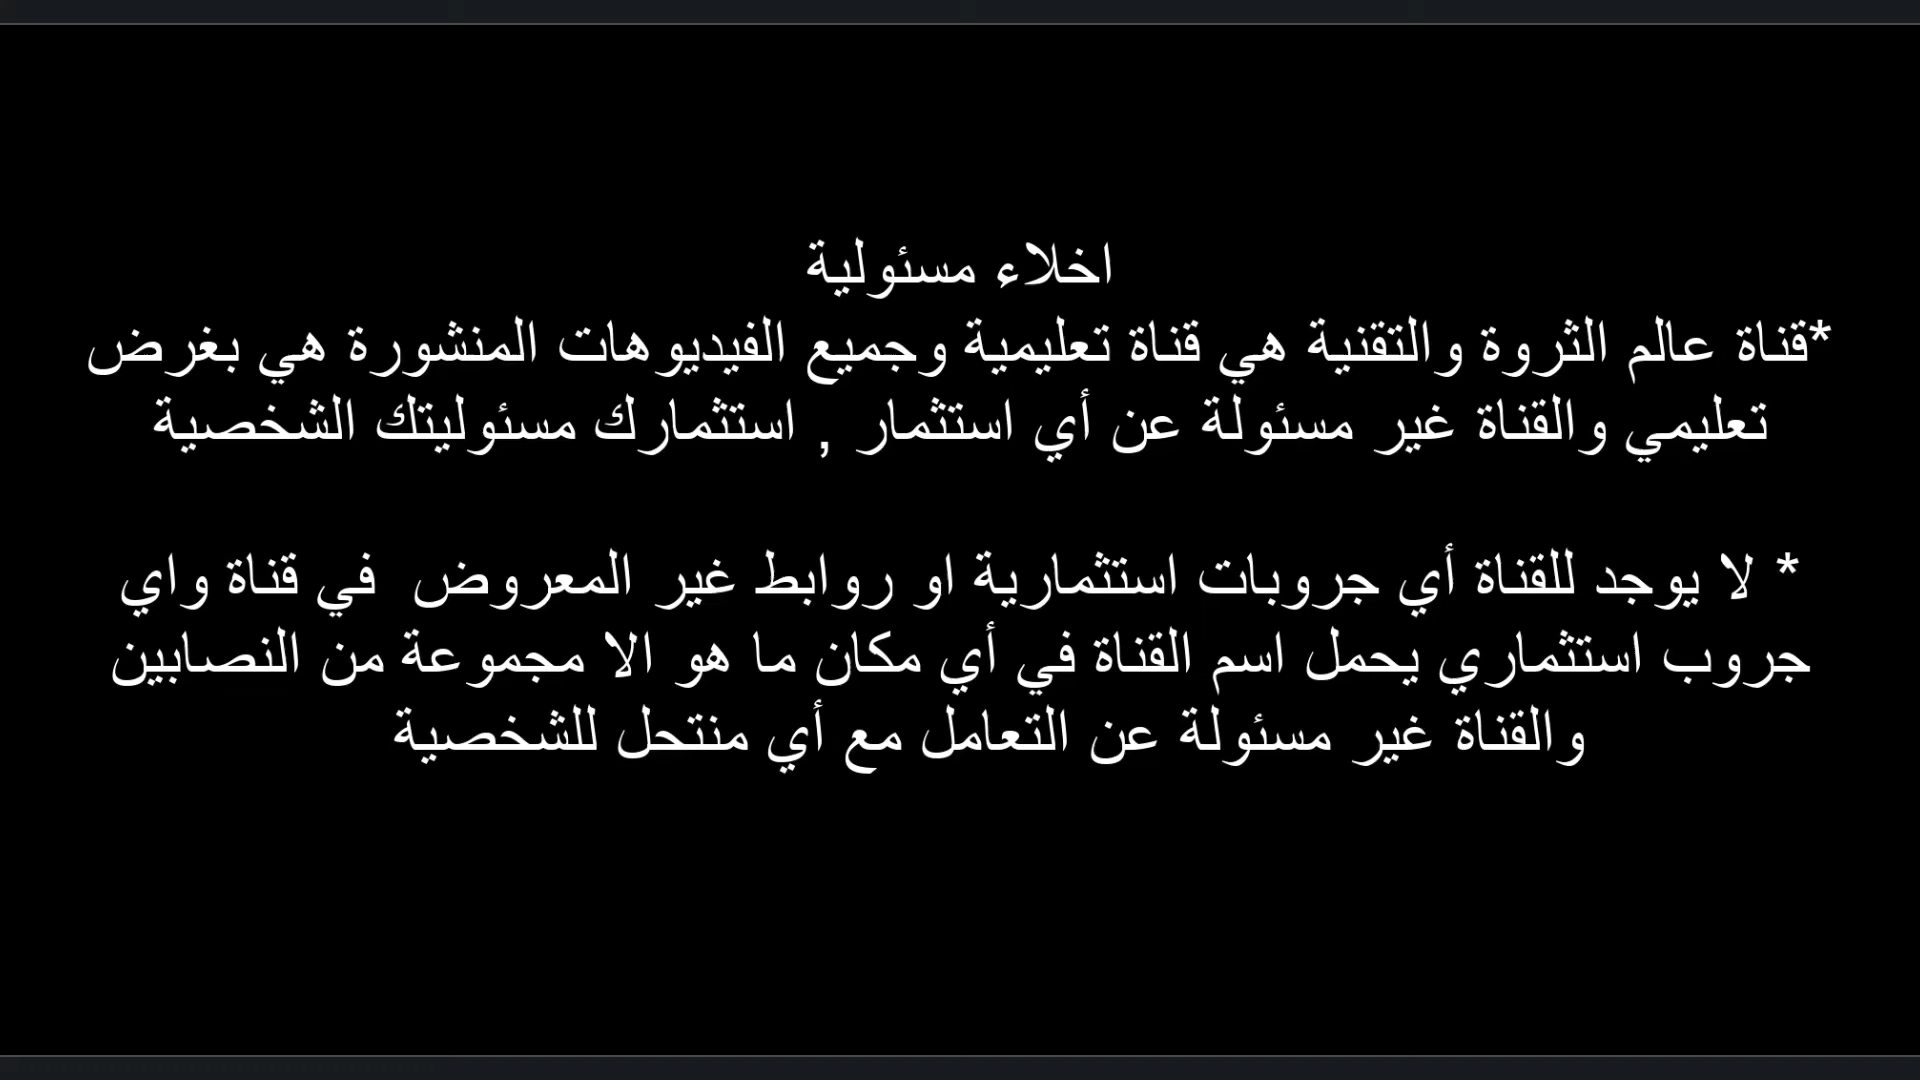 اخلاء مسئولية
*قناة عالم الثروة والتقنية هي قناة تعليمية وجميع الفيديوهات المنشورة هي بغرض
تعليمي والقناة غير مسئولة عن أي استثمار , استثمارك مسئوليتك الشخصية
* لا يوجد للقناة أي جروبات استثمارية او روابط غير المعروض في قناة واي
جروب استثماري يحمل اسم القناة في أي مكان ما هو الا مجموعة من النصابين
والقناة غير مسئولة عن التعامل مع أي منتحل للشخصية